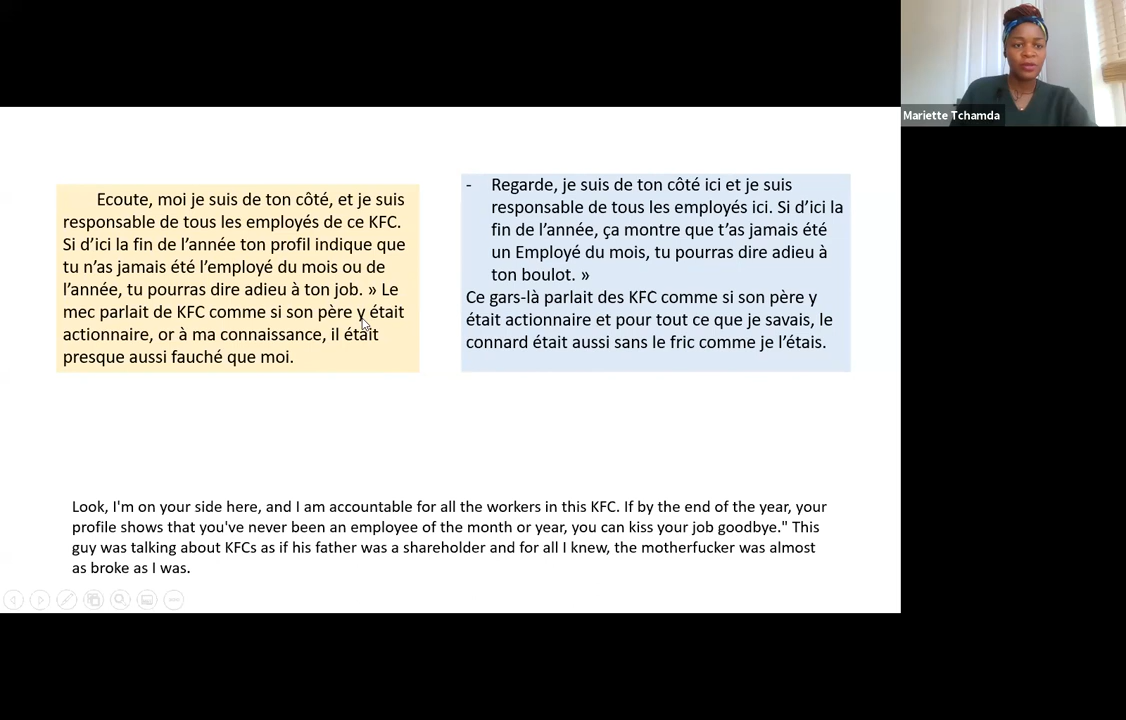 Mariette Tchamda
Ecoute, moi je suis de ton côté, et je suis
responsable de tous les employés de ce KFC.
Si d’ici la fin de l’année ton profil indique que
tu n’as jamais été l’employé du mois ou de
l’année, tu pourras dire adieu à ton job. » Le
mec parlait de KFC comme si son père y était
actionnaire, or à ma connaissance, il était
presque aussi fauché que moi.
- Regarde, je suis de ton côté ici et je suis
responsable de tous les employés ici. Si d’ici la
fin de l’année, ça montre que t’as jamais été
un Employé du mois, tu pourras dire adieu à
ton boulot. »
Ce gars-là parlait des KFC comme si son père y
était actionnaire et pour tout ce que je savais, le
connard était aussi sans le fric comme je l’étais.
Look, I'm on your side here, and I am accountable for all the workers in this KFC. If by the end of the year, your
profile shows that you've never been an employee of the month or year, you can kiss your job goodbye." This
guy was talking about KFCs as if his father was a shareholder and for all I knew, the motherfucker was almost
as broke as I was.